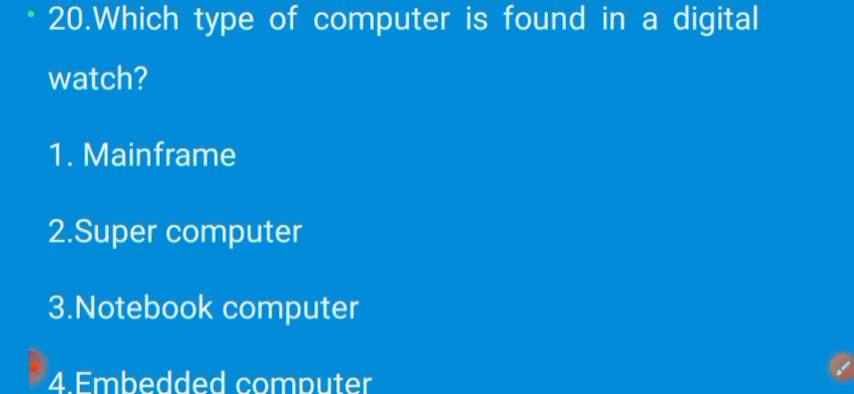 20.Which type of computer is found in a digital
watch?
1. Mainframe
2.Super computer
3.Notebook computer
4.Embedded computer